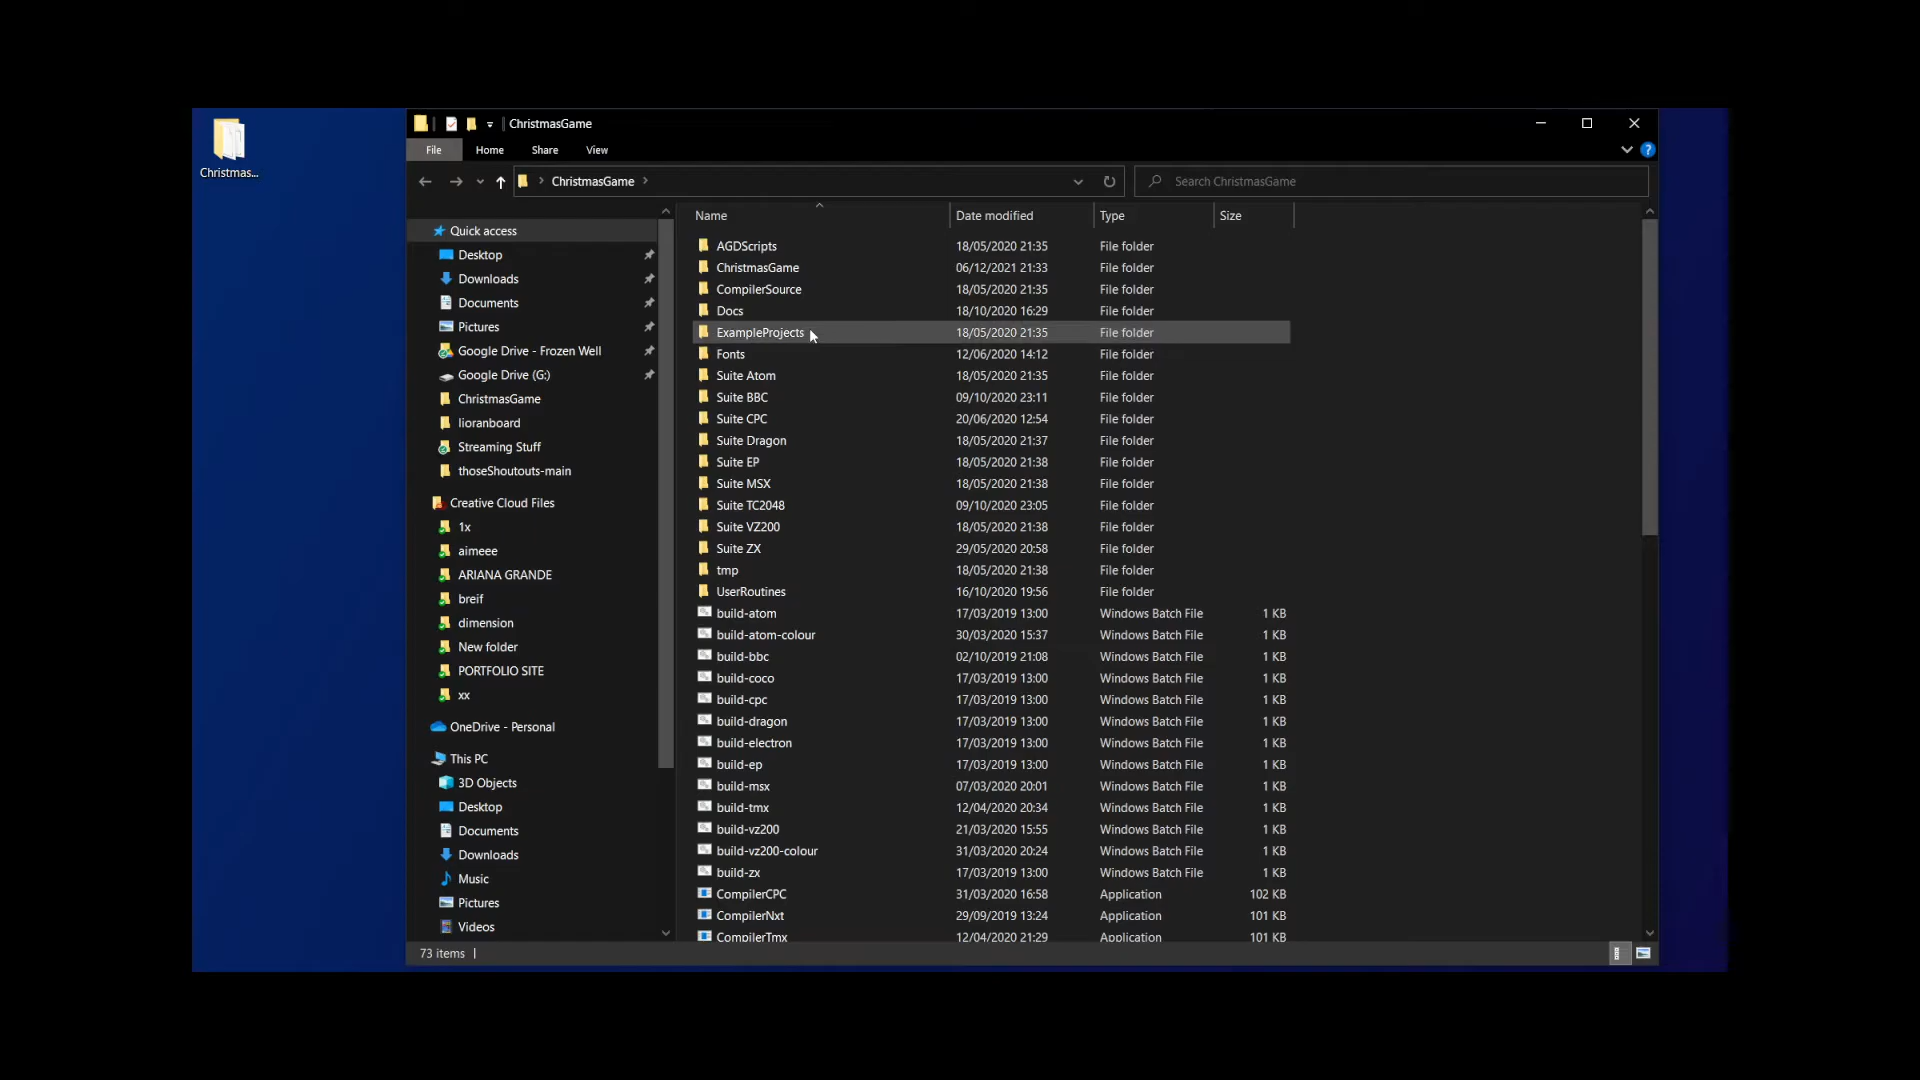 Christmas...
ChristmasGame
File Home Share View
ChristmasGame
Search ChristmasGame
Quick access
Desktop
Downloads
Documents
Pictures
Google Drive - Frozen Well
Google Drive (G:)
ChristmasGame
lioranboard
Streaming Stuff
thoseShoutouts-main
Creative Cloud Files
1x
aimeee
ARIANA GRANDE
breif
dimension
New folder
PORTFOLIO SITE
xx
OneDrive - Personal
This PC
3D Objects
Desktop
Documents
Downloads
Music
Pictures
Videos
Name Date modified Type Size
AGDScripts 18/05/2020 21:35 File folder
ChristmasGame 06/12/2021 21:33 File folder
CompilerSource 18/05/2020 21:35 File folder
Docs 18/10/2020 16:29 File folder
ExampleProjects 18/05/2020 21:35 File folder
Fonts 12/06/2020 14:12 File folder
Suite Atom 18/05/2020 21:35 File folder
Suite BBC 09/10/2020 23:11 File folder
Suite CPC 20/06/2020 12:54 File folder
Suite Dragon 18/05/2020 21:37 File folder
Suite EP 18/05/2020 21:38 File folder
Suite MSX 18/05/2020 21:38 File folder
Suite TC2048 09/10/2020 23:05 File folder
Suite VZ200 18/05/2020 21:38 File folder
Suite ZX 29/05/2020 20:58 File folder
tmp 18/05/2020 21:38 File folder
UserRoutines 16/10/2020 19:56 File folder
build-atom 17/03/2019 13:00 Windows Batch File 1 KB
build-atom-colour 30/03/2020 15:37 Windows Batch File 1 KB
build-bbc 02/10/2019 21:08 Windows Batch File 1 KB
build-coco 17/03/2019 13:00 Windows Batch File 1 KB
build-cpc 17/03/2019 13:00 Windows Batch File 1 KB
build-dragon 17/03/2019 13:00 Windows Batch File 1 KB
build-electron 17/03/2019 13:00 Windows Batch File 1 KB
build-ep 17/03/2019 13:00 Windows Batch File 1 KB
build-msx 07/03/2020 20:01 Windows Batch File 1 KB
build-tmx 12/04/2020 20:34 Windows Batch File 1 KB
build-vz200 21/03/2020 15:55 Windows Batch File 1 KB
build-vz200-colour 31/03/2020 20:24 Windows Batch File 1 KB
build-zx 17/03/2019 13:00 Windows Batch File 1 KB
CompilerCPC 31/03/2020 16:58 Application 102 KB
CompilerNxt 29/09/2019 13:24 Application 101 KB
CompilerTmx 12/04/2020 21:29 Application 101 KB
73 items